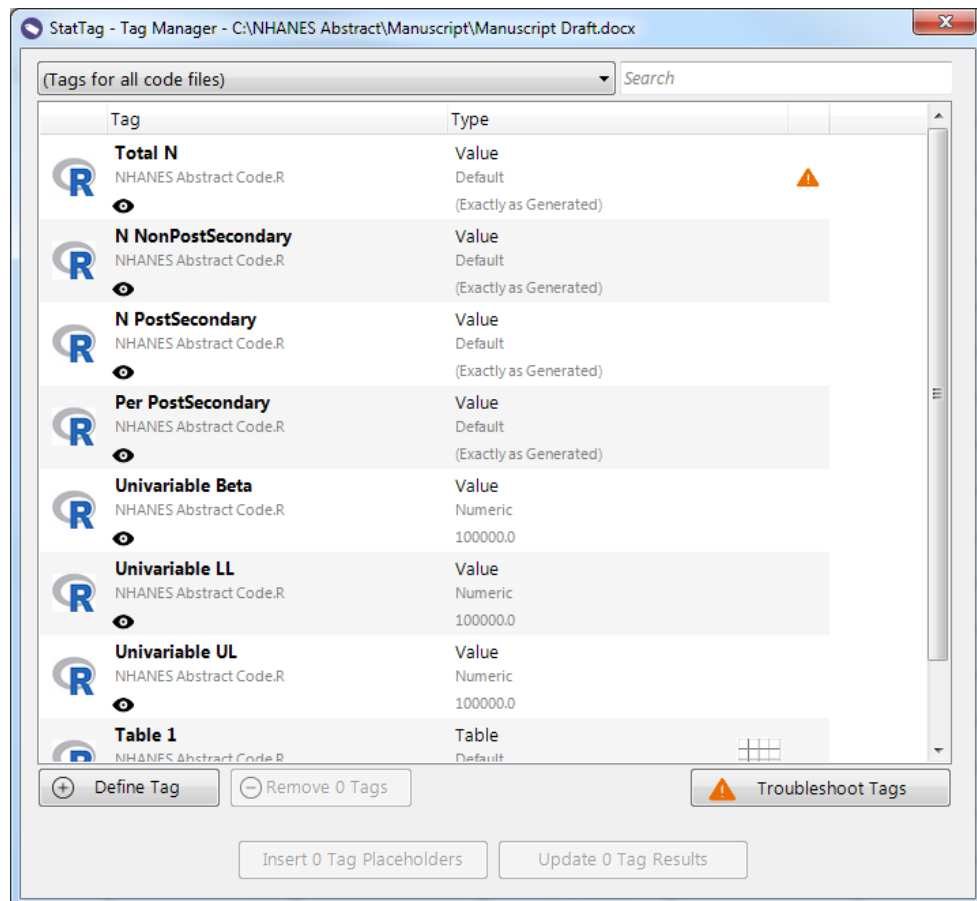 StatTag - Tag Manager - C:\NHANES Abstract\Manuscript\Manuscript Draft.docx
x
(Tags for all code files)
Search
Tag Type
R
Total N Value
NHANES Abstract Code.R Default
(Exactly as Generated)
R
N NonPostSecondary Value
NHANES Abstract Code.R Default
(Exactly as Generated)
R
N PostSecondary Value
NHANES Abstract Code.R Default
(Exactly as Generated)
R
Per PostSecondary Value
NHANES Abstract Code.R Default
(Exactly as Generated)
R
Univariable Beta Value
NHANES Abstract Code.R Numeric
100000.0
R
Univariable LL Value
NHANES Abstract Code.R Numeric
100000.0
R
Univariable UL Value
NHANES Abstract Code.R Numeric
100000.0
R
Table 1 Table
NHANES Abstract Code.R Default
Define Tag
Remove 0 Tags
Troubleshoot Tags
Insert 0 Tag Placeholders
Update 0 Tag Results